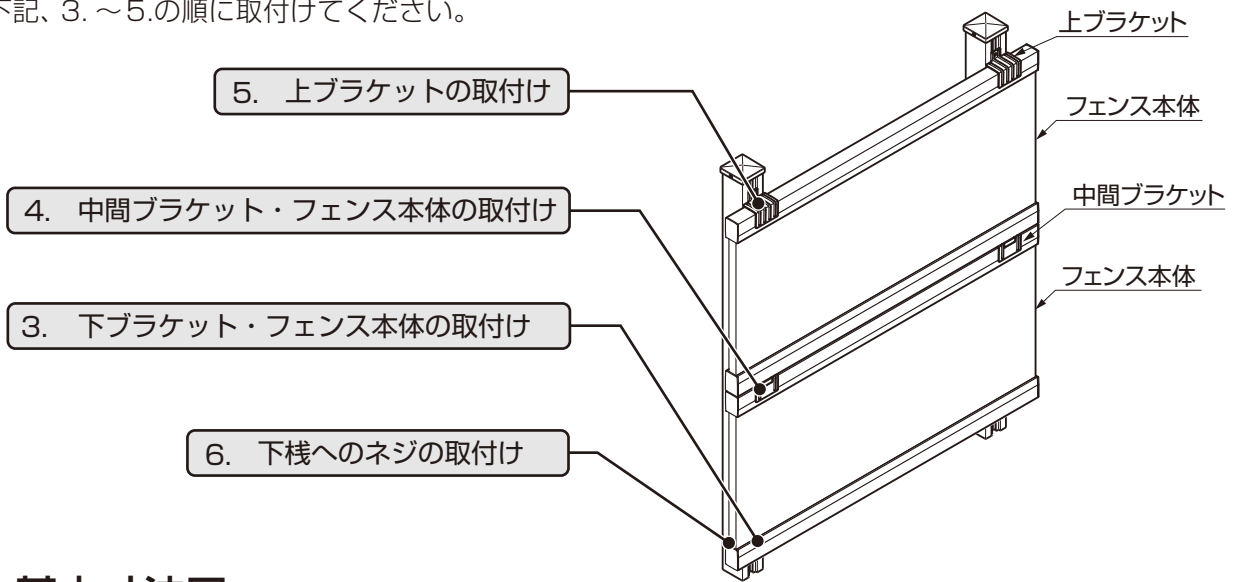 下記、3. ～5.の順に取付けてください。
上ブラケット
5. 上ブラケットの取付け
フェンス本体
4. 中間ブラケット・フェンス本体の取付け
中間ブラケット
フェンス本体
3. 下ブラケット・フェンス本体の取付け
6. 下桟へのネジの取付け